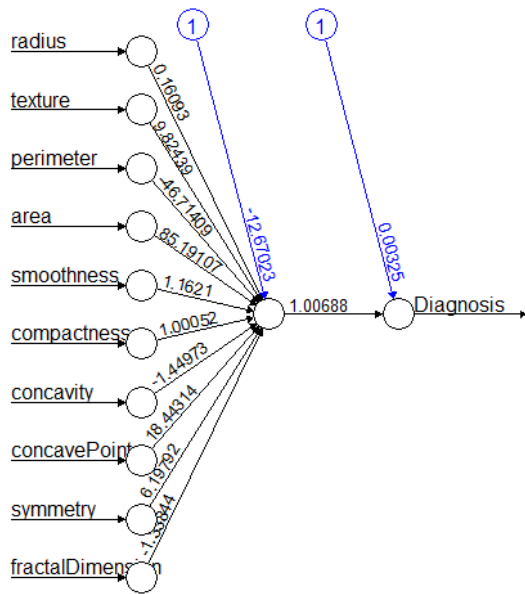 1
1
radius
0.16093
texture
9.82439
perimeter
-46.71409
area
85.19107
-12.67023
0.00325
smoothness
1.1621
1.00688
Diagnosis
compactness
1.00052
concavity
-1.44973
concavePoint
18.44314
symmetry
6.19792
fractalDimension